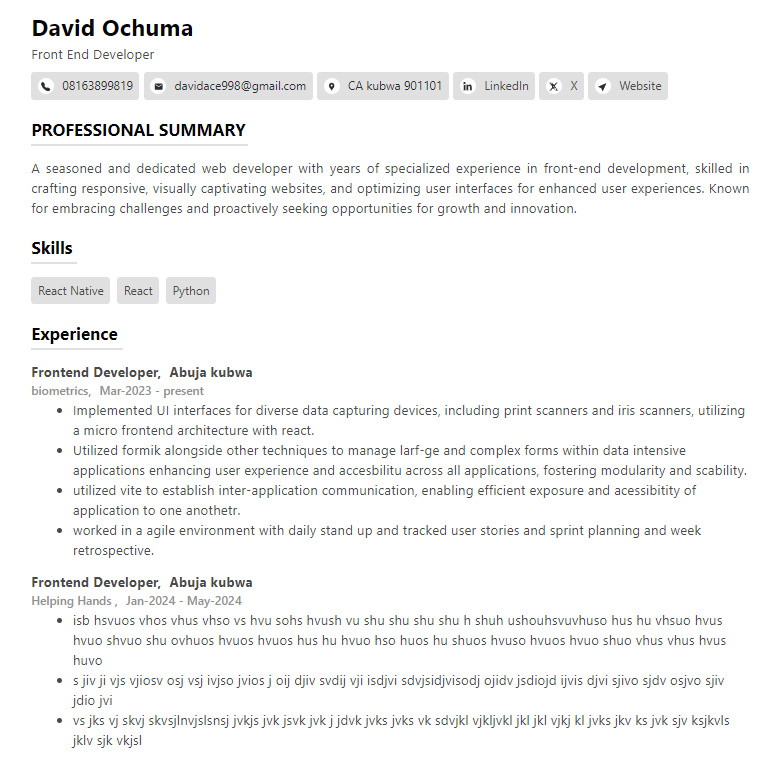 David Ochuma
Front End Developer
08163899819 davidace998@gmail.com CA kubwa 901101 LinkedIn X Website
PROFESSIONAL SUMMARY
A seasoned and dedicated web developer with years of specialized experience in front-end development, skilled in
crafting responsive, visually captivating websites, and optimizing user interfaces for enhanced user experiences. Known
for embracing challenges and proactively seeking opportunities for growth and innovation.
Skills
React Native React Python
Experience
Frontend Developer, Abuja kubwa
biometrics, Mar-2023 - present
• Implemented UI interfaces for diverse data capturing devices, including print scanners and iris scanners, utilizing
a micro frontend architecture with react.
• Utilized formik alongside other techniques to manage larf-ge and complex forms within data intensive
applications enhancing user experience and accesbilitu across all applications, fostering modularity and scability.
• utilized vite to establish inter-application communication, enabling efficient exposure and acessibitity of
application to one anothetr.
• worked in a agile environment with daily stand up and tracked user stories and sprint planning and week
retrospective.
Frontend Developer, Abuja kubwa
Helping Hands , Jan-2024 - May-2024
• isb hsvuos vhos vhus vhso vs hvu sohs hvush vu shu shu shu shu h shuh ushouhsvuvhuso hus hu vhsuo hvus
hvuo shvuo shu ovhuos hvuos hvuos hus hu hvuo hso huos hu shuos hvuso hvuos hvuo shuo vhus vhus hvus
huvo
• s jiv ji vjs vjiosv osj vsj ivjso jvios j oij djiv svdij vji isdjvi sdvjsidjvisodj ojidv jsdiojd ijvis djvi sjivo sjdv osjvo sjiv
jdio jvi
• vs jks vj skvj skvsjlnvjslsnsj jvkjs jvk jsvk jvk j jdvk jvks jvks vk sdvjkl vjkljvkl jkl jkl vjkj kl jvks jkv ks jvk sjv ksjkvls
jklv sjk vkjsl